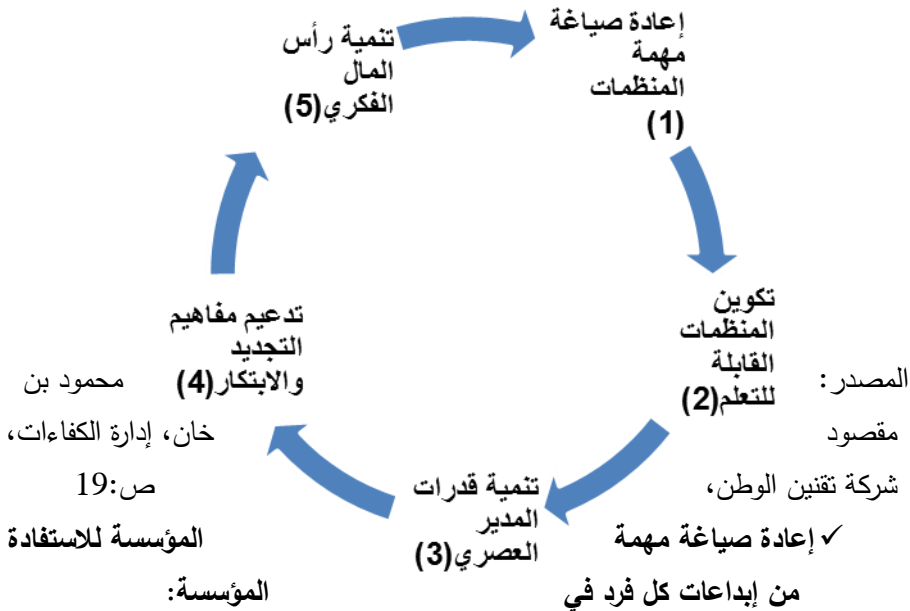 إعادة صياغة
مهمة
المنظمات
(1)
تكوين
المنظمات
القابلة
للتعلم(2)
تنمية قدرات
المدير
العصري(3)
تدعيم مفاهيم
التجديد
والابتكار(4)
تنمية رأس
المال
الفكري(5)
المصدر: محمود بن
مقصود خان، إدارة الكفاءات،
شركة تقنين الوطن، ص:19
✓ إعادة صياغة مهمة المؤسسة للاستفادة
من إبداعات كل فرد في المؤسسة: